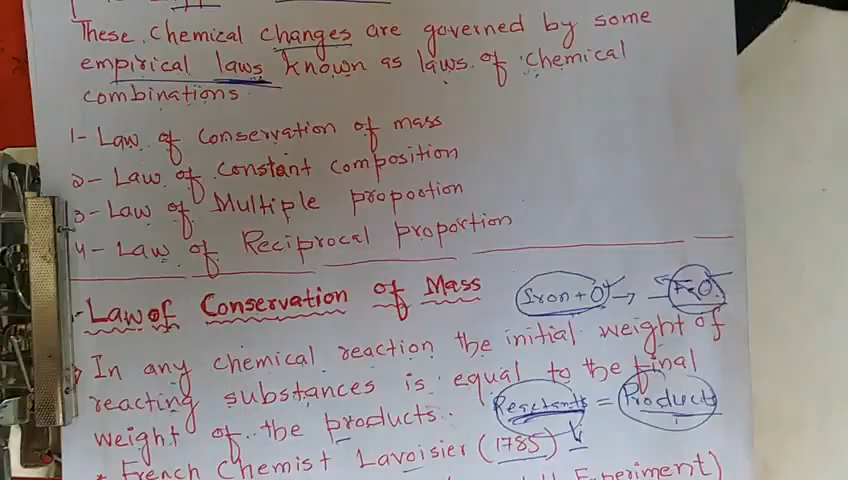 These chemical changes are governed by some
empirical laws known as laws of chemical
combinations.
1- Law of conservation of mass
2- Law of constant composition
3- Law of Multiple proportion
4- Law of Reciprocal proportion
Law of Conservation of Mass
Iron + O → FeO
In any chemical reaction the initial weight of
reacting substances is equal to the final
weight of the products.
Reactants = Products
* French Chemist Lavoisier (1785)
Experiment)